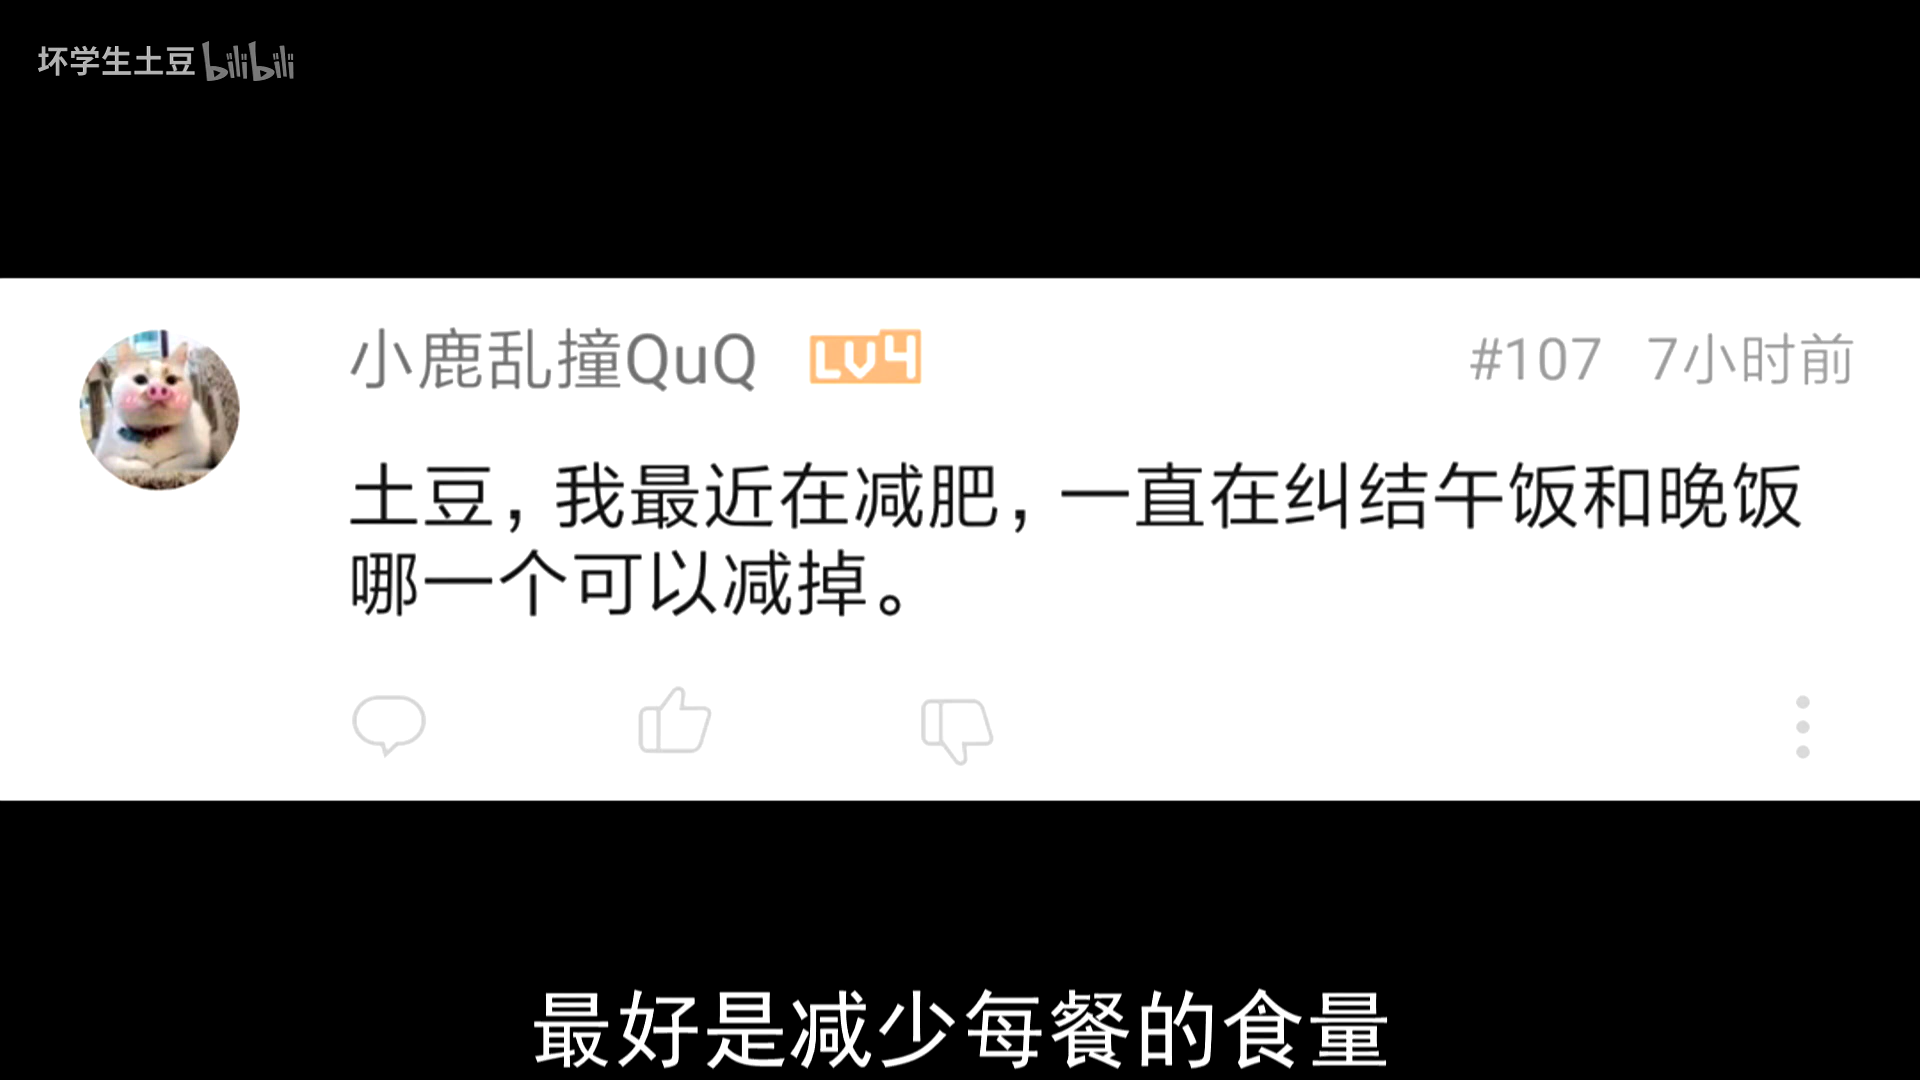 坏学生土豆 bilibili
小鹿乱撞QuQ LV4 #107 7小时前
土豆，我最近在减肥，一直在纠结午饭和晚饭
哪一个可以减掉。
最好是减少每餐的食量